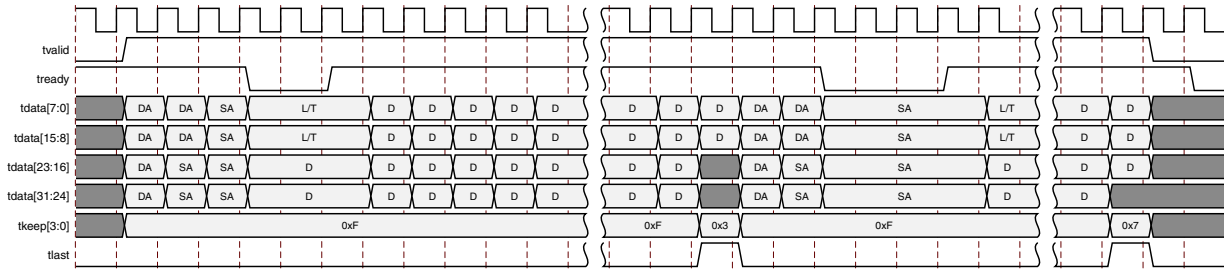 tvalid
tready
tdata[7:0] DA DA SA L/T D D D D D D D D DA DA SA L/T D D
tdata[15:8] DA DA SA L/T D D D D D D D D DA DA SA L/T D D
tdata[23:16] DA SA SA D D D D D D D D DA SA SA D D D
tdata[31:24] DA SA SA D D D D D D D D DA SA SA D D
tkeep[3:0] 0xF 0xF 0x3 0xF 0x7
tlast